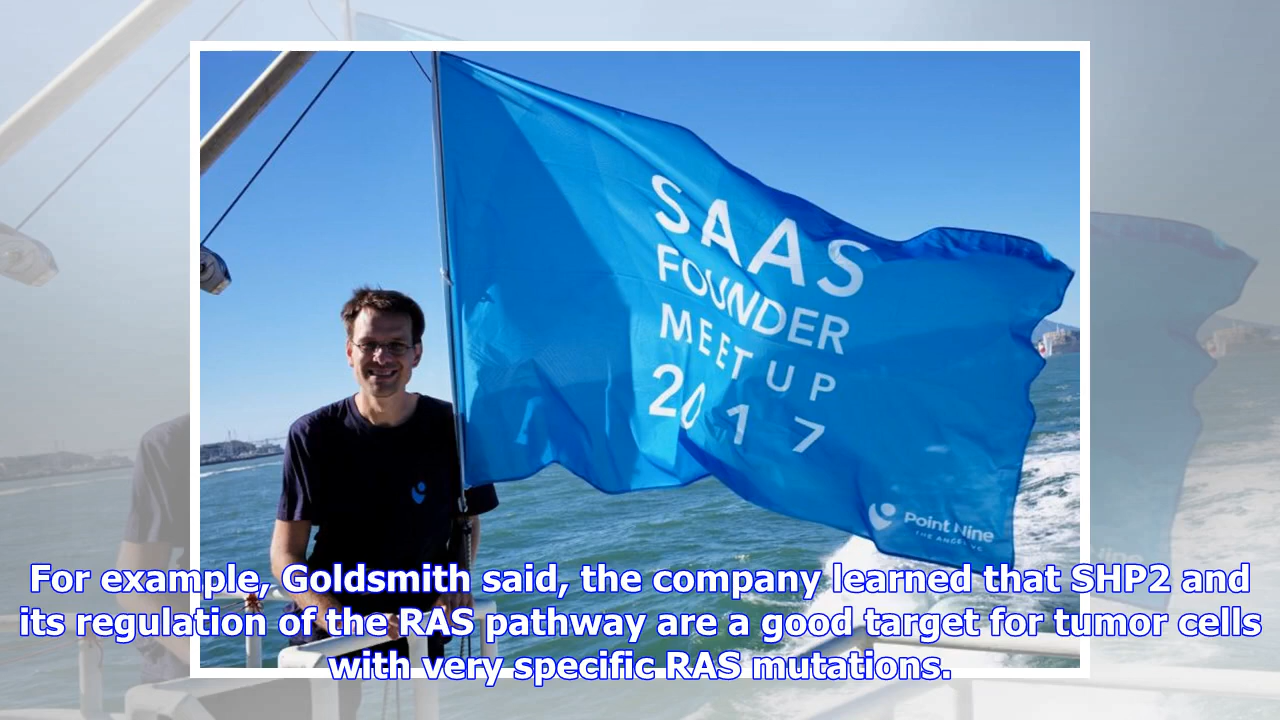 SAAS
FOUNDER
MEET UP
2017
Point Nine
For example, Goldsmith said, the company learned that SHP2 and
its regulation of the RAS pathway are a good target for tumor cells
with very specific RAS mutations.